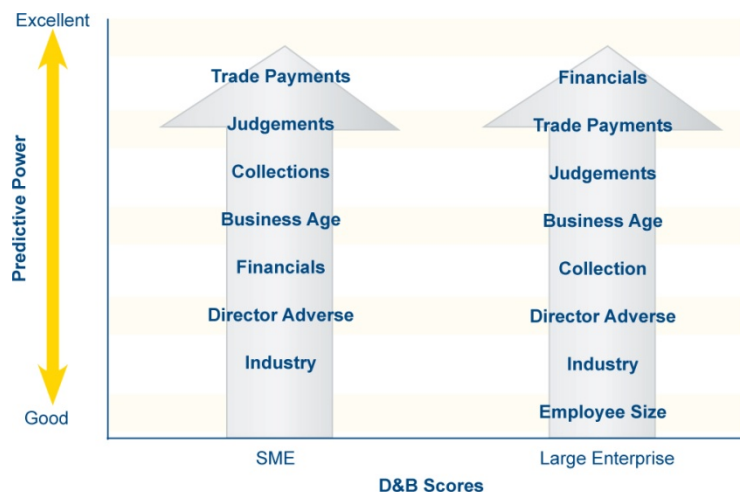 Excellent
Predictive Power
Good
Trade Payments
Judgements
Collections
Business Age
Financials
Director Adverse
Industry
SME
Financials
Trade Payments
Judgements
Business Age
Collection
Director Adverse
Industry
Employee Size
Large Enterprise
D&B Scores